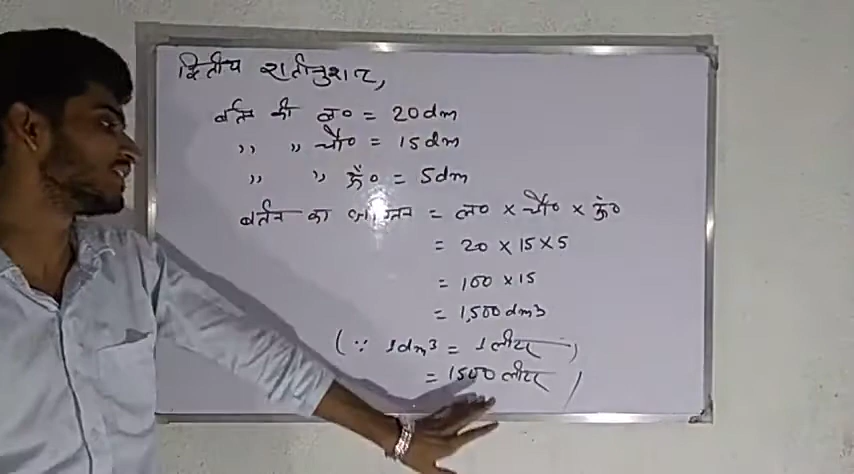 द्वितीय शर्तानुशार,
बर्तन की ल० = 20dm
,, ,, चौ० = 15dm
,, ,, ऊँ० = 5dm
बर्तन का आयतन = ल० × चौ० × ऊं०
= 20 × 15 × 5
= 100 × 15
= 1,500 dm³
(∵ 1dm³ = 1 लीटर)
= 1500 लीटर